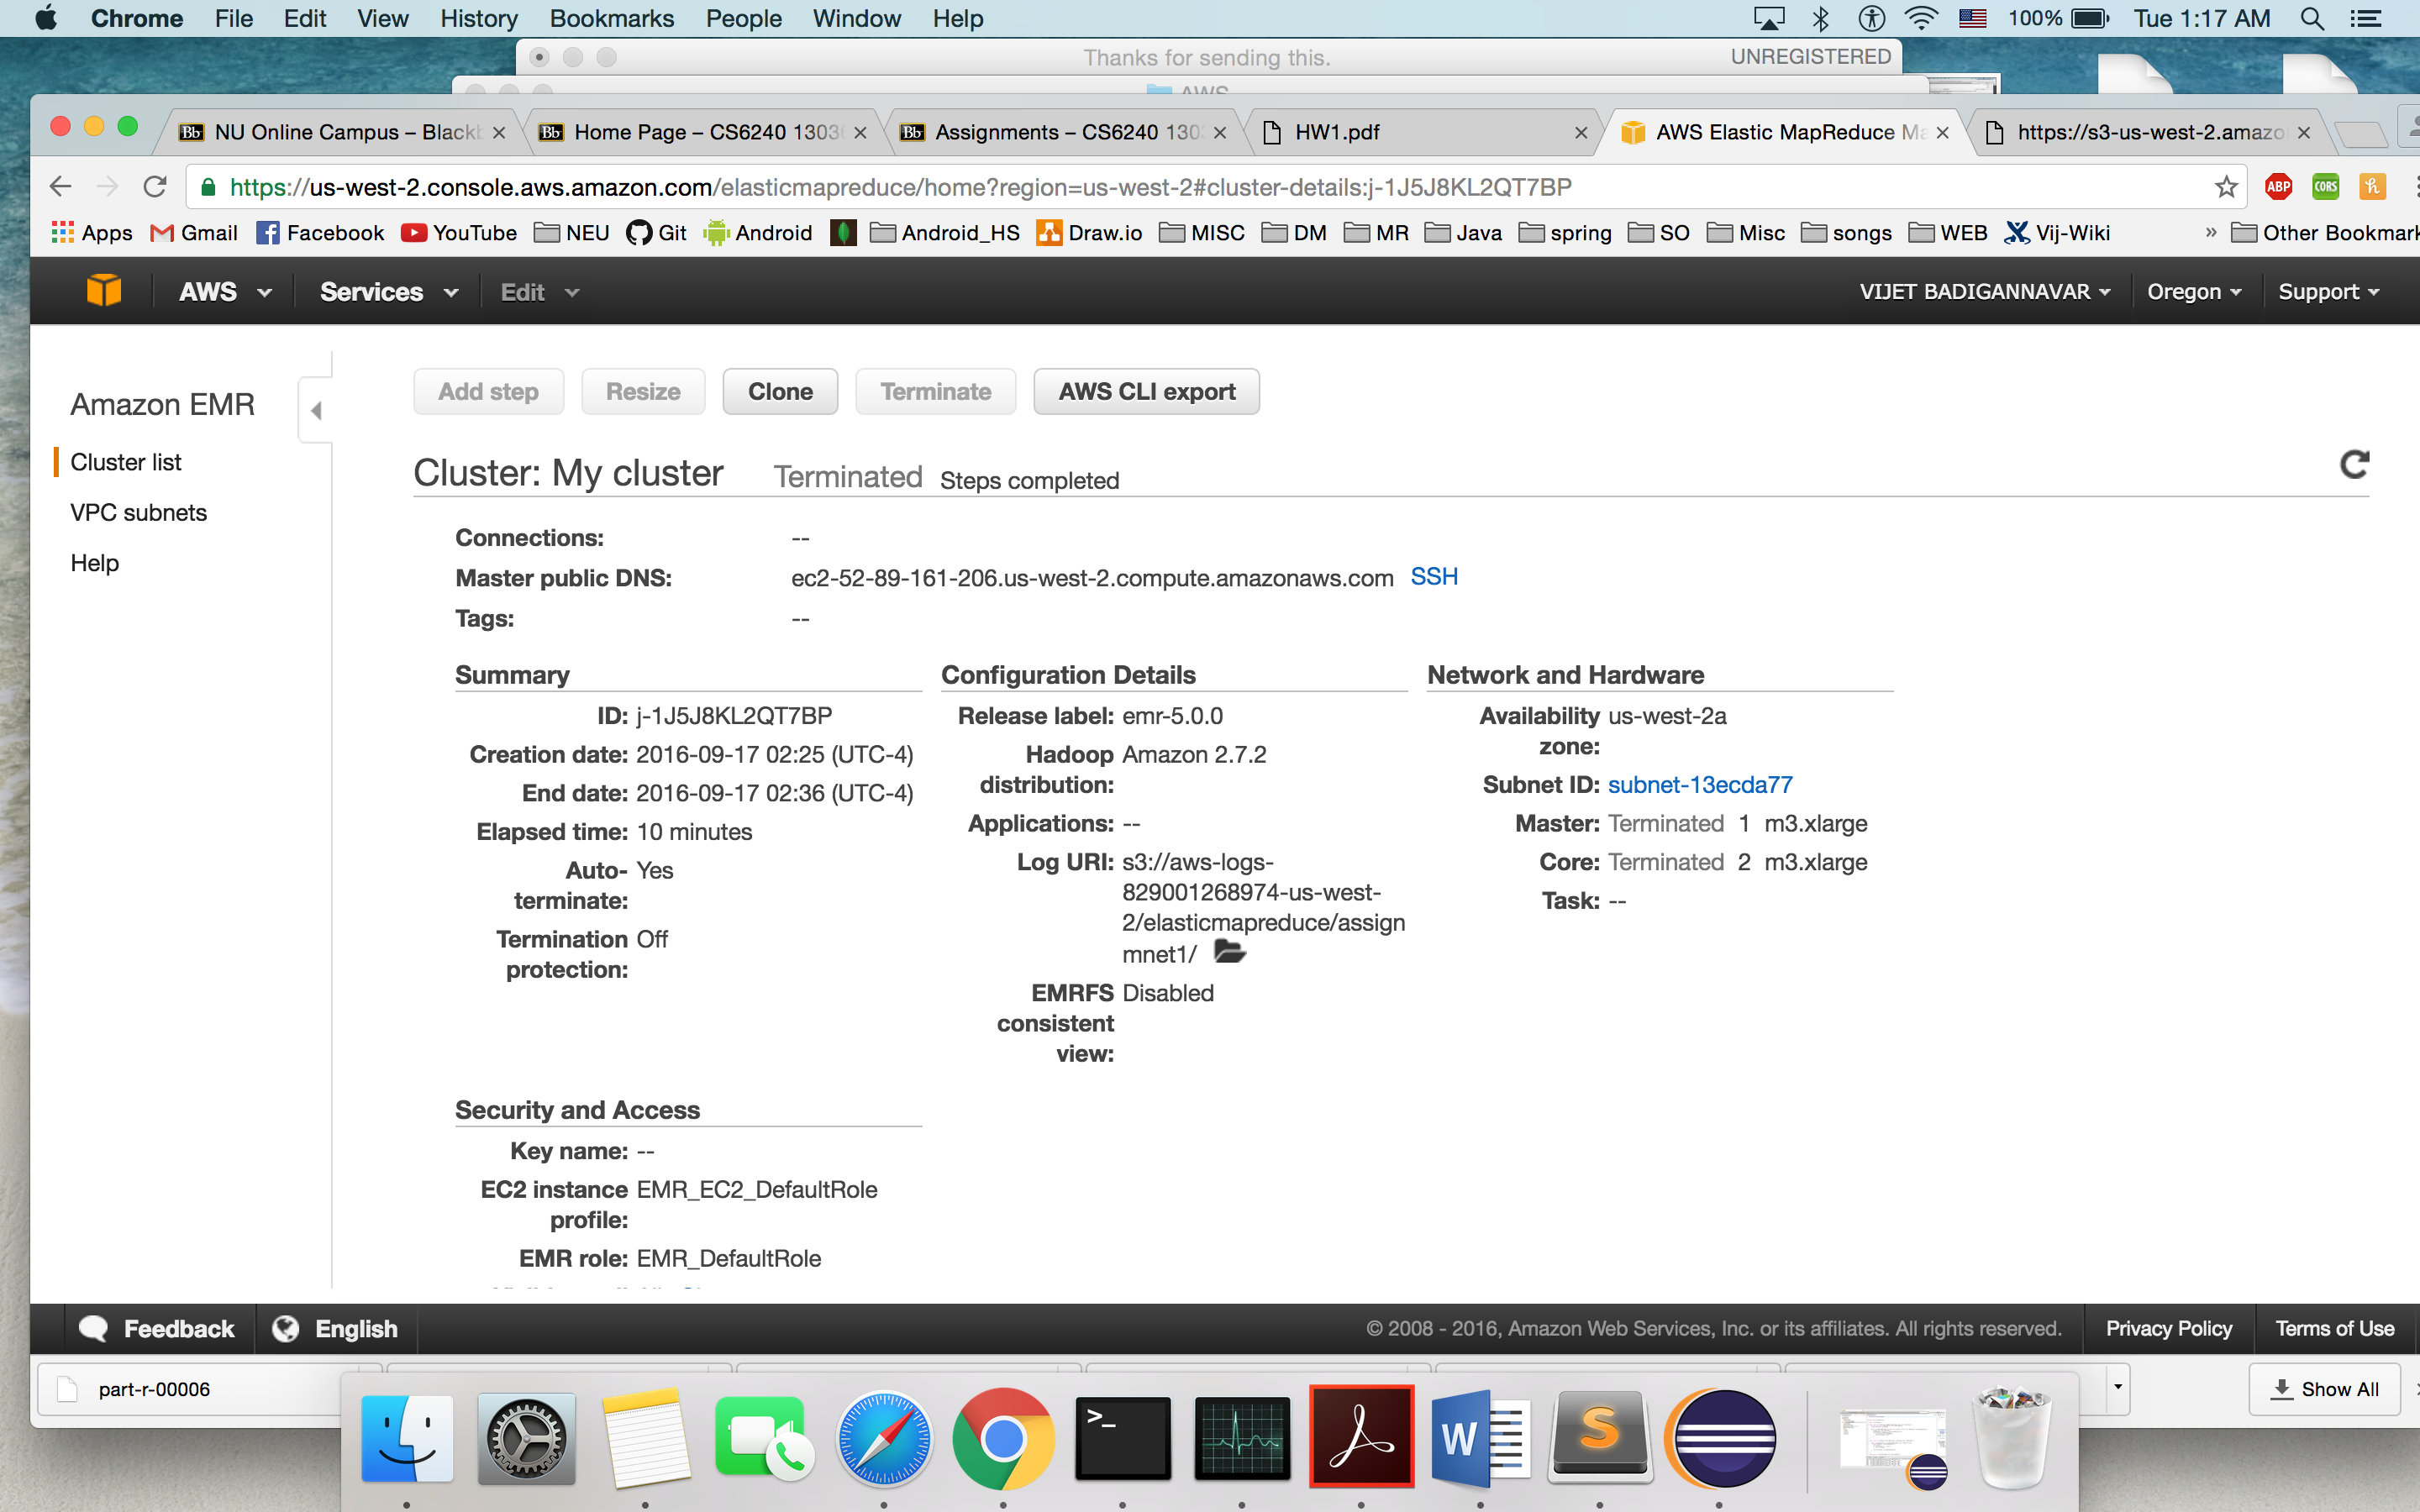 Chrome File Edit View History Bookmarks People Window Help 100% Tue 1:17 AM
Thanks for sending this. UNREGISTERED
AWS
NU Online Campus – Blackb Home Page – CS6240 1303 Assignments – CS6240 130 HW1.pdf AWS Elastic MapReduce Ma https://s3-us-west-2.amazo
https://us-west-2.console.aws.amazon.com/elasticmapreduce/home?region=us-west-2#cluster-details:j-1J5J8KL2QT7BP ABP CORS h
Apps Gmail Facebook YouTube NEU Git Android Android_HS Draw.io MISC DM MR Java spring SO Misc songs WEB Vij-Wiki » Other Bookmark
AWS Services Edit VIJET BADIGANNAVAR Oregon Support
Amazon EMR
Cluster list
VPC subnets
Help
Add step Resize Clone Terminate AWS CLI export
Cluster: My cluster Terminated Steps completed
Connections: --
Master public DNS: ec2-52-89-161-206.us-west-2.compute.amazonaws.com SSH
Tags: --
Summary
ID: j-1J5J8KL2QT7BP
Creation date: 2016-09-17 02:25 (UTC-4)
End date: 2016-09-17 02:36 (UTC-4)
Elapsed time: 10 minutes
Auto- Yes
terminate:
Termination Off
protection:
Configuration Details
Release label: emr-5.0.0
Hadoop Amazon 2.7.2
distribution:
Applications: --
Log URI: s3://aws-logs-
829001268974-us-west-
2/elasticmapreduce/assign
mnet1/
EMRFS Disabled
consistent
view:
Network and Hardware
Availability us-west-2a
zone:
Subnet ID: subnet-13ecda77
Master: Terminated 1 m3.xlarge
Core: Terminated 2 m3.xlarge
Task: --
Security and Access
Key name: --
EC2 instance EMR_EC2_DefaultRole
profile:
EMR role: EMR_DefaultRole
Feedback English © 2008 - 2016, Amazon Web Services, Inc. or its affiliates. All rights reserved. Privacy Policy Terms of Use
part-r-00006 Show All